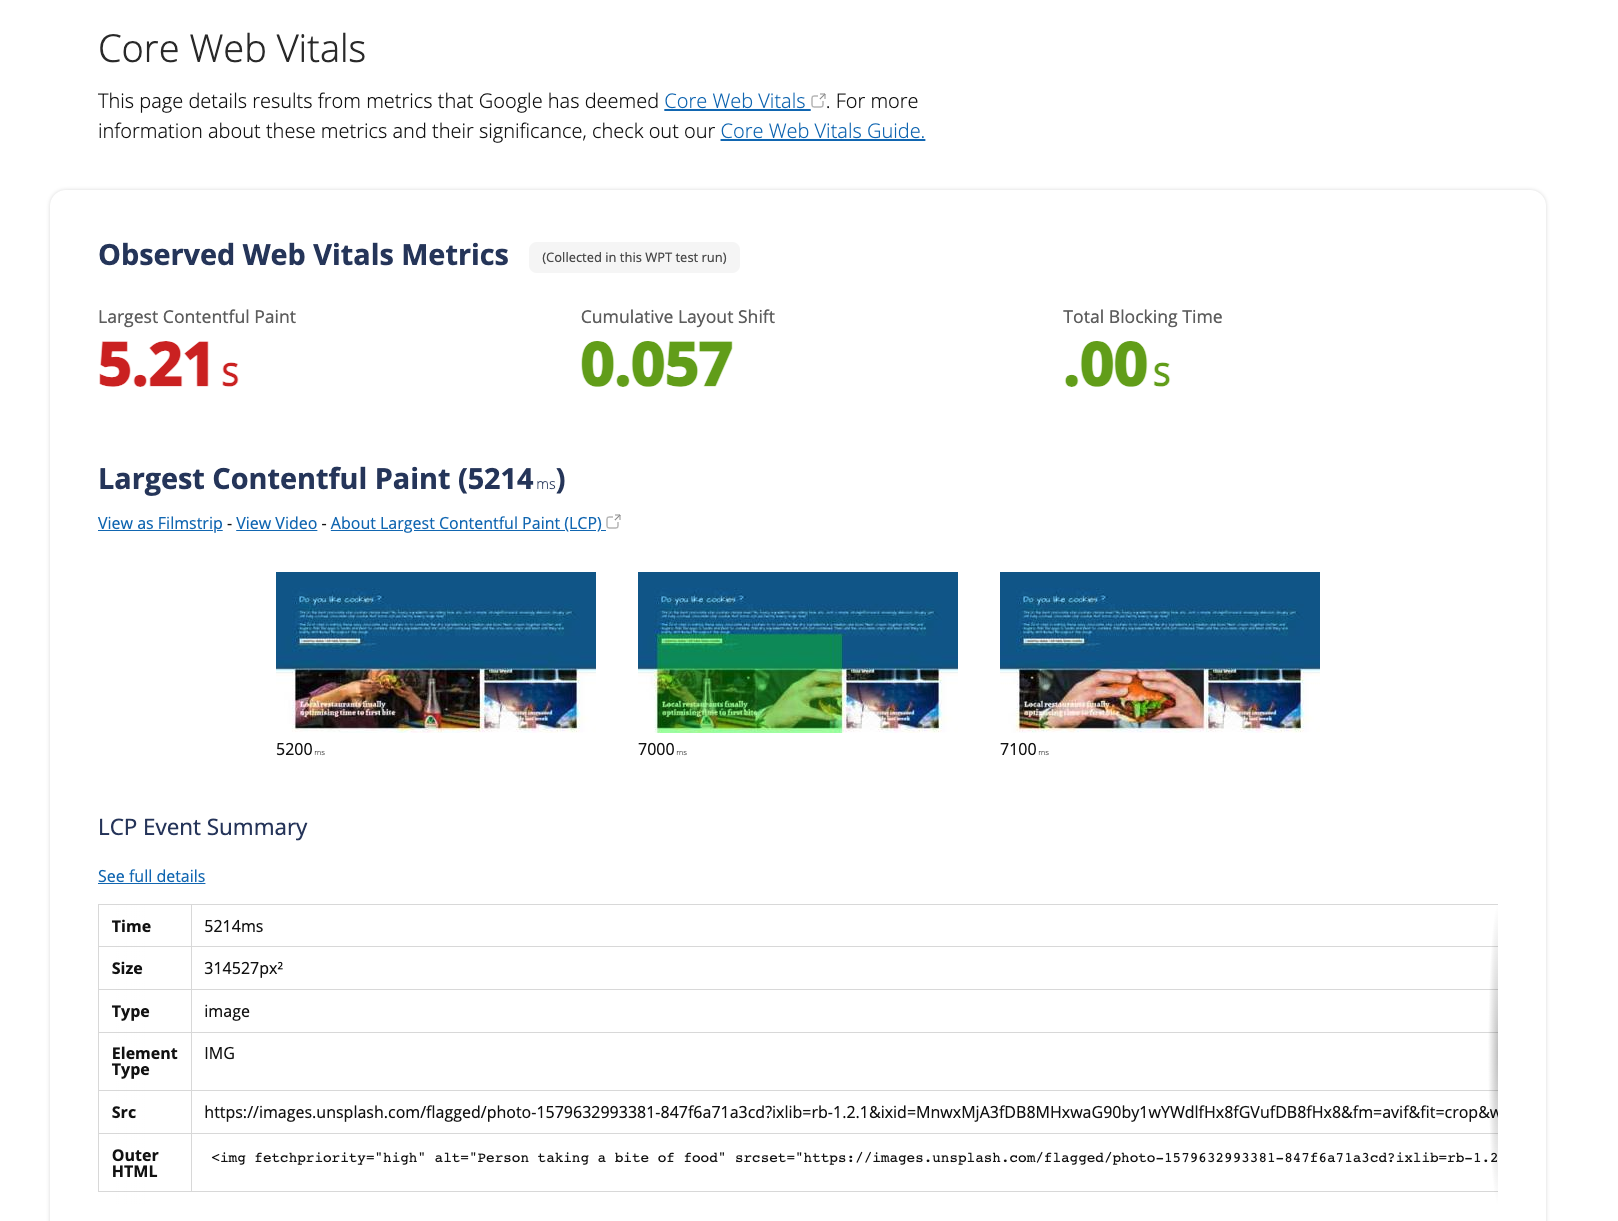 Core Web Vitals
This page details results from metrics that Google has deemed Core Web Vitals . For more
information about these metrics and their significance, check out our Core Web Vitals Guide.
Observed Web Vitals Metrics (Collected in this WPT test run)
Largest Contentful Paint Cumulative Layout Shift Total Blocking Time
5.21 s 0.057 .00 s
Largest Contentful Paint (5214 ms)
View as Filmstrip - View Video - About Largest Contentful Paint (LCP)
Do you like cookies ? Do you like cookies ? Do you like cookies ?
Local restaurants finally Local restaurants finally Local restaurants finally
optimising time to first bite optimising time to first bite optimising time to first bite
5200 ms 7000 ms 7100 ms
LCP Event Summary
See full details
Time 5214ms
Size 314527px²
Type image
Element IMG
Type
Src https://images.unsplash.com/flagged/photo-1579632993381-847f6a71a3cd?ixlib=rb-1.2.1&ixid=MnwxMjA3fDB8MHxwaG90by1wYWdlfHx8fGVufDB8fHx8&fm=avif&fit=crop&w
Outer <img fetchpriority="high" alt="Person taking a bite of food" srcset="https://images.unsplash.com/flagged/photo-1579632993381-847f6a71a3cd?ixlib=rb-1.2
HTML